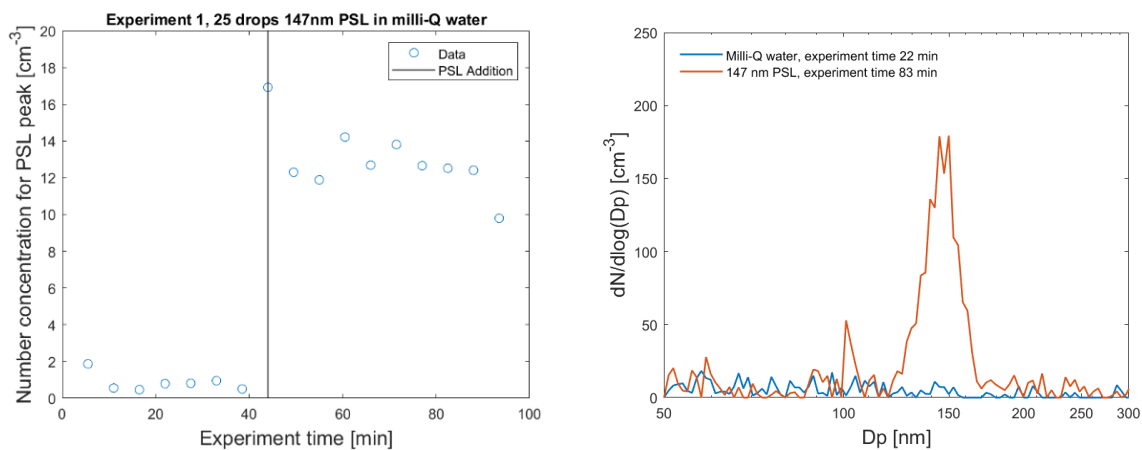 Experiment 1, 25 drops 147nm PSL in milli-Q water
Number concentration for PSL peak [cm-3]
20
18
16
14
12
10
8
6
4
2
0
Data
PSL Addition
0 20 40 60 80 100
Experiment time [min]
dN/dlog(Dp) [cm-3]
250
200
150
100
50
0
Milli-Q water, experiment time 22 min
147 nm PSL, experiment time 83 min
50 100 150 200 250 300
Dp [nm]